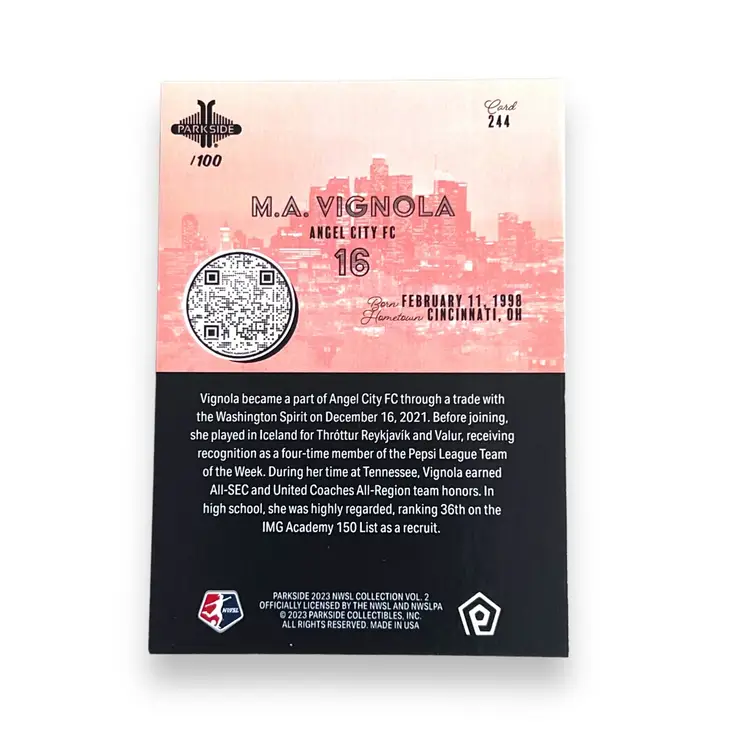 PARKSIDE
/100
Card
244
M.A. VIGNOLA
ANGEL CITY FC
16
Born FEBRUARY 11, 1998
Hometown CINCINNATI, OH
Vignola became a part of Angel City FC through a trade with
the Washington Spirit on December 16, 2021. Before joining,
she played in Iceland for Thróttur Reykjavík and Valur, receiving
recognition as a four-time member of the Pepsi League Team
of the Week. During her time at Tennessee, Vignola earned
All-SEC and United Coaches All-Region team honors. In
high school, she was highly regarded, ranking 36th on the
IMG Academy 150 List as a recruit.
NWSL
PARKSIDE 2023 NWSL COLLECTION VOL. 2
OFFICIALLY LICENSED BY THE NWSL AND NWSLPA
© 2023 PARKSIDE COLLECTIBLES, INC.
ALL RIGHTS RESERVED. MADE IN USA